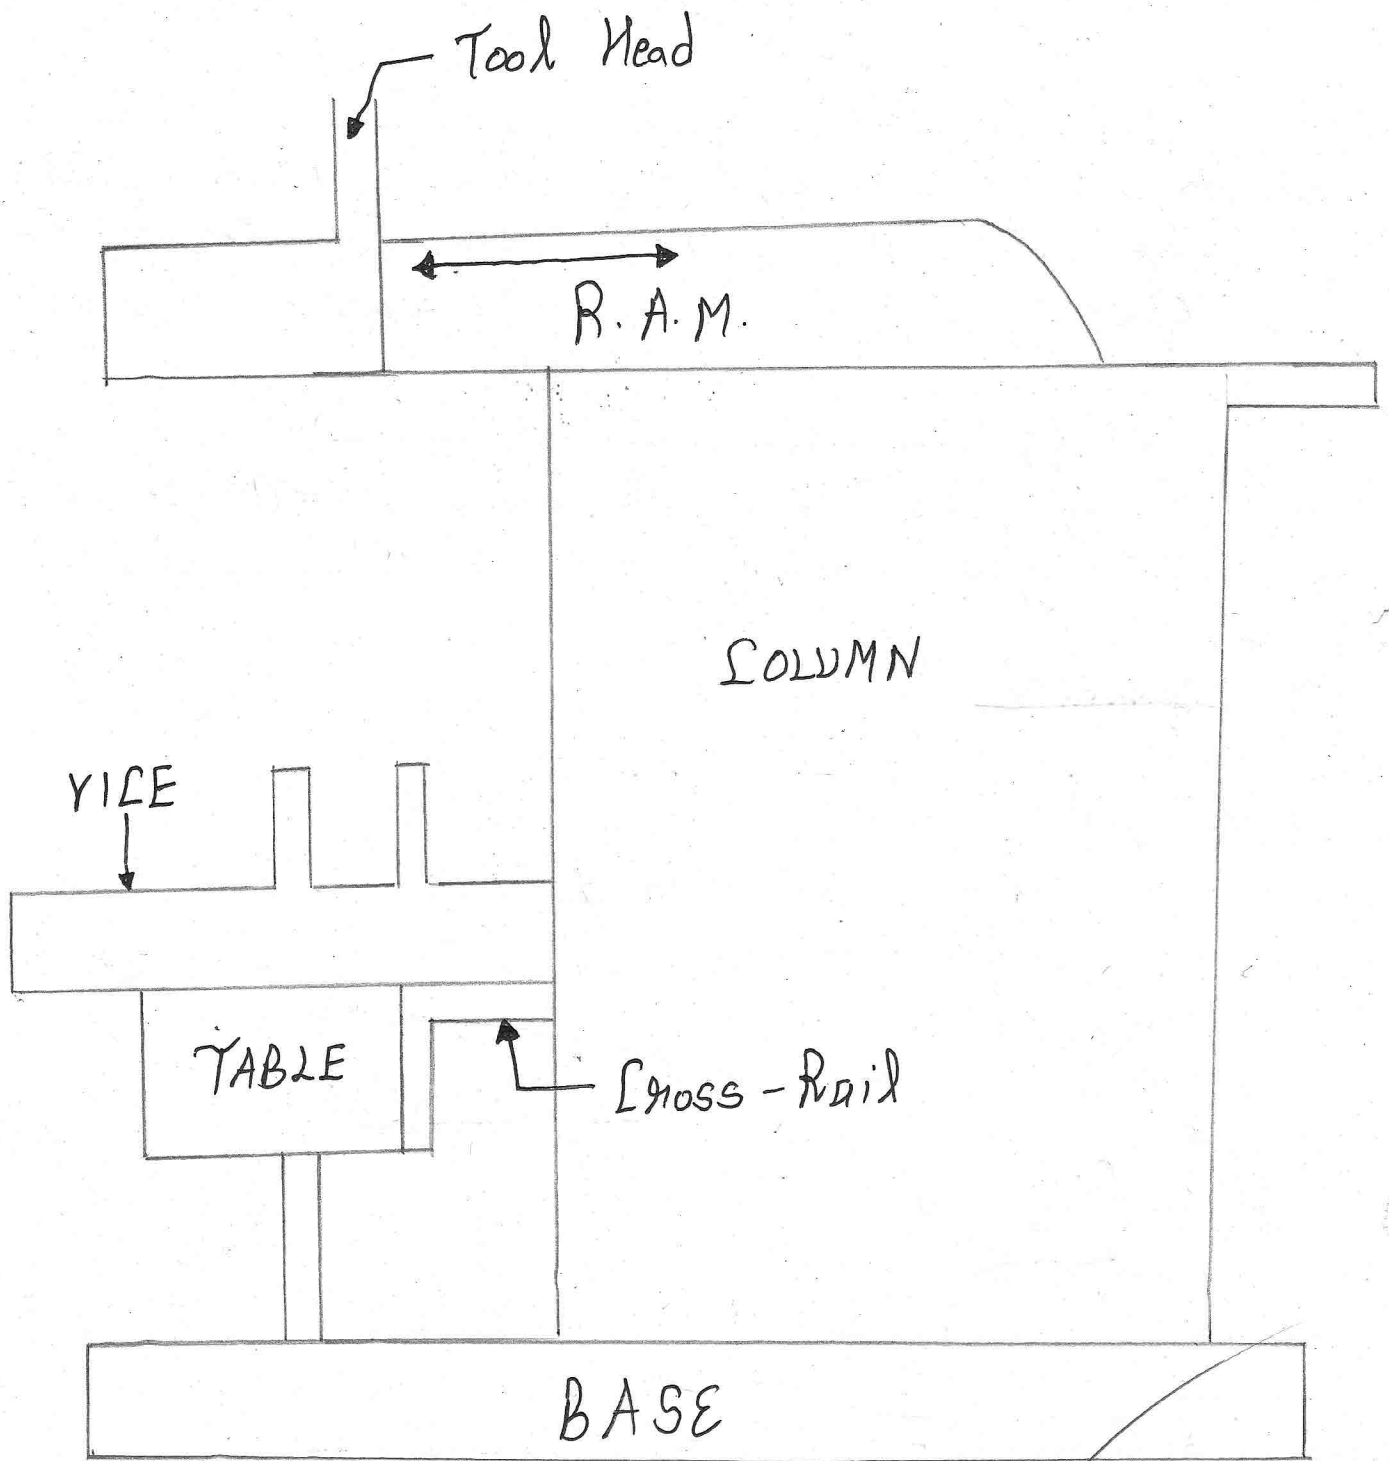 Tool Head
R.A.M.
COLUMN
VICE
TABLE
Cross-Rail
BASE